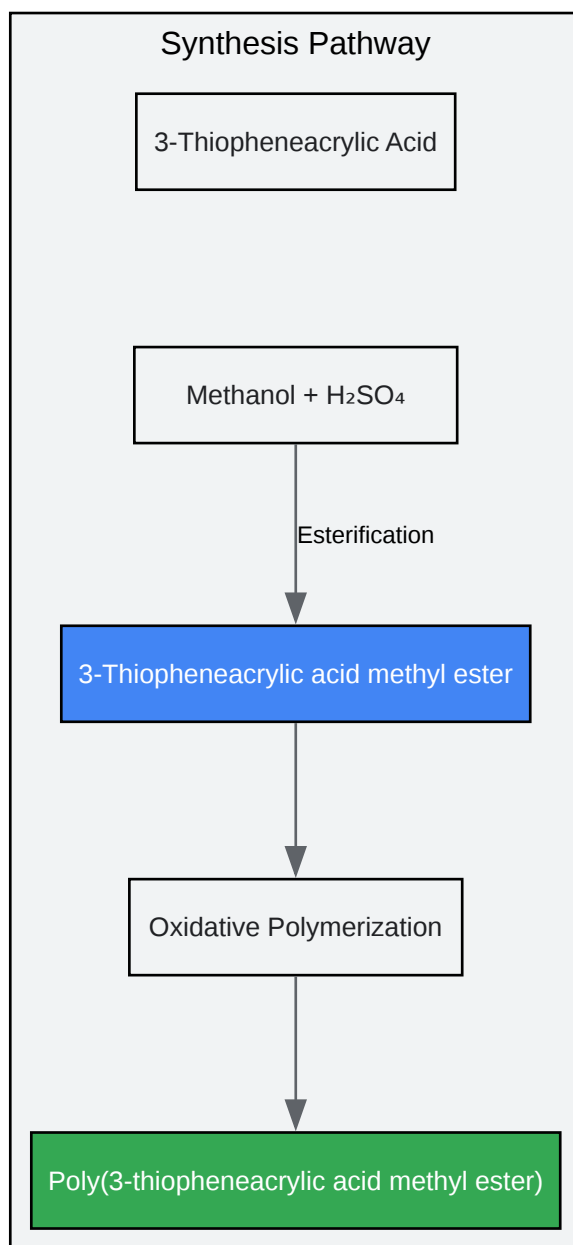 Synthesis Pathway
3-Thiopheneacrylic Acid
Methanol + H₂SO₄
Esterification
3-Thiopheneacrylic acid methyl ester
Oxidative Polymerization
Poly(3-thiopheneacrylic acid methyl ester)